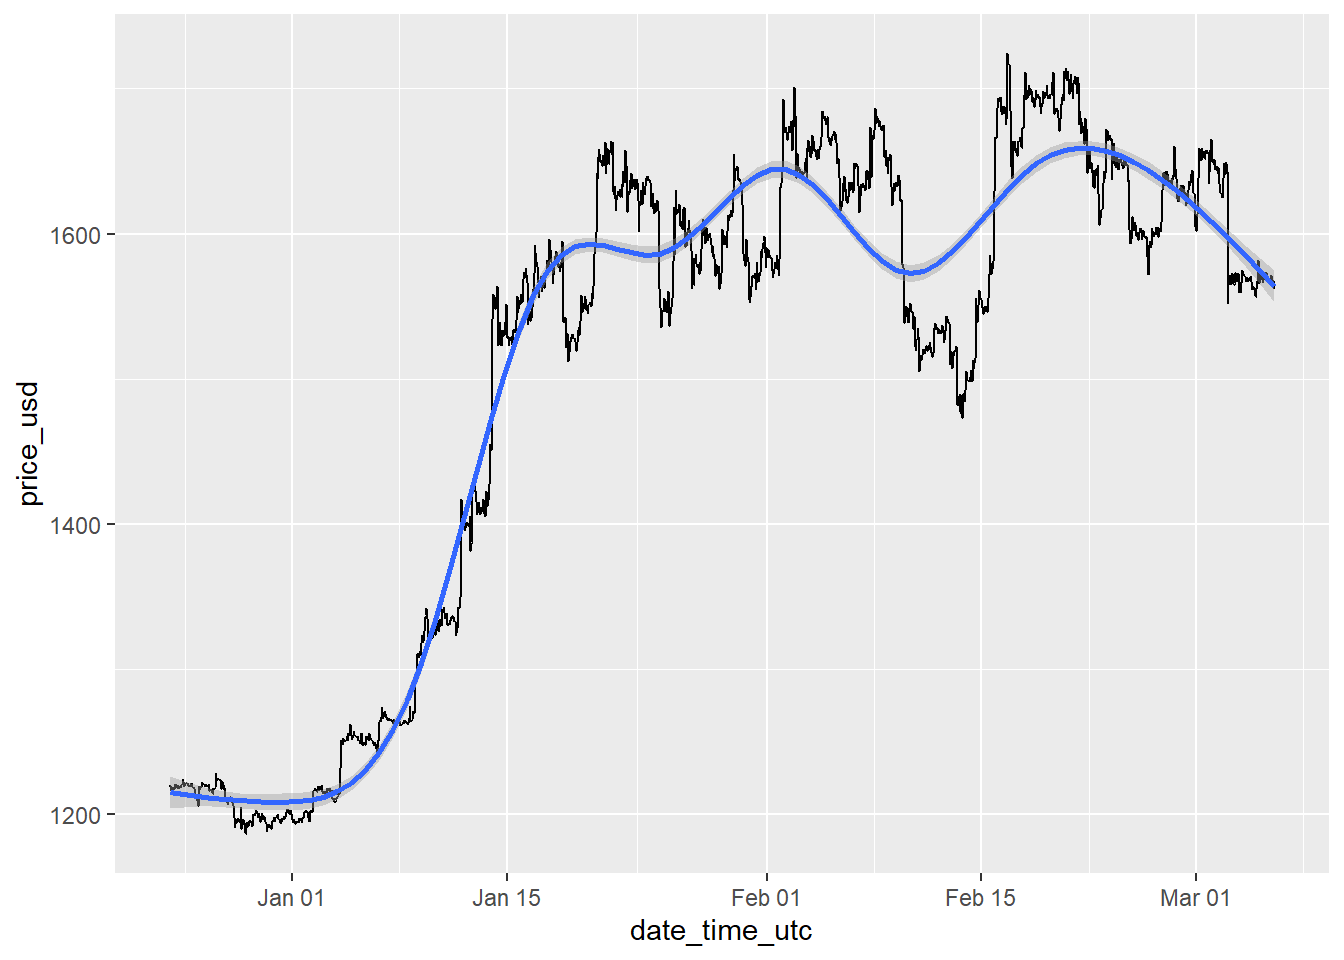 price_usd
1600
1400
1200
Jan 01
Jan 15
Feb 01
Feb 15
Mar 01
date_time_utc